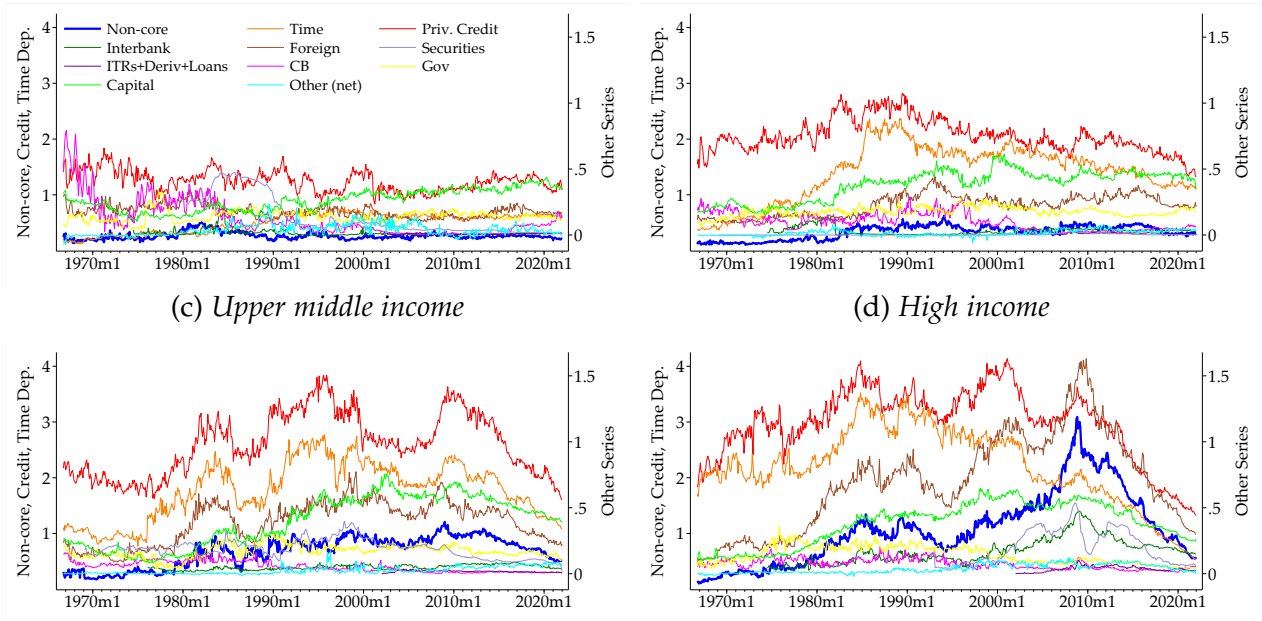 4
3
2
1
Non-core, Credit, Time Dep.
1.5
1
.5
0
Other Series
Non-core
Interbank
ITRs+Deriv+Loans
Capital
Time
Foreign
CB
Other (net)
Priv. Credit
Securities
Gov
1970m1 1980m1 1990m1 2000m1 2010m1 2020m1
4
3
2
1
Non-core, Credit, Time Dep.
1.5
1
.5
0
Other Series
1970m1 1980m1 1990m1 2000m1 2010m1 2020m1
(c) Upper middle income
(d) High income
4
3
2
1
Non-core, Credit, Time Dep.
1.5
1
.5
0
Other Series
1970m1 1980m1 1990m1 2000m1 2010m1 2020m1
4
3
2
1
Non-core, Credit, Time Dep.
1.5
1
.5
0
Other Series
1970m1 1980m1 1990m1 2000m1 2010m1 2020m1